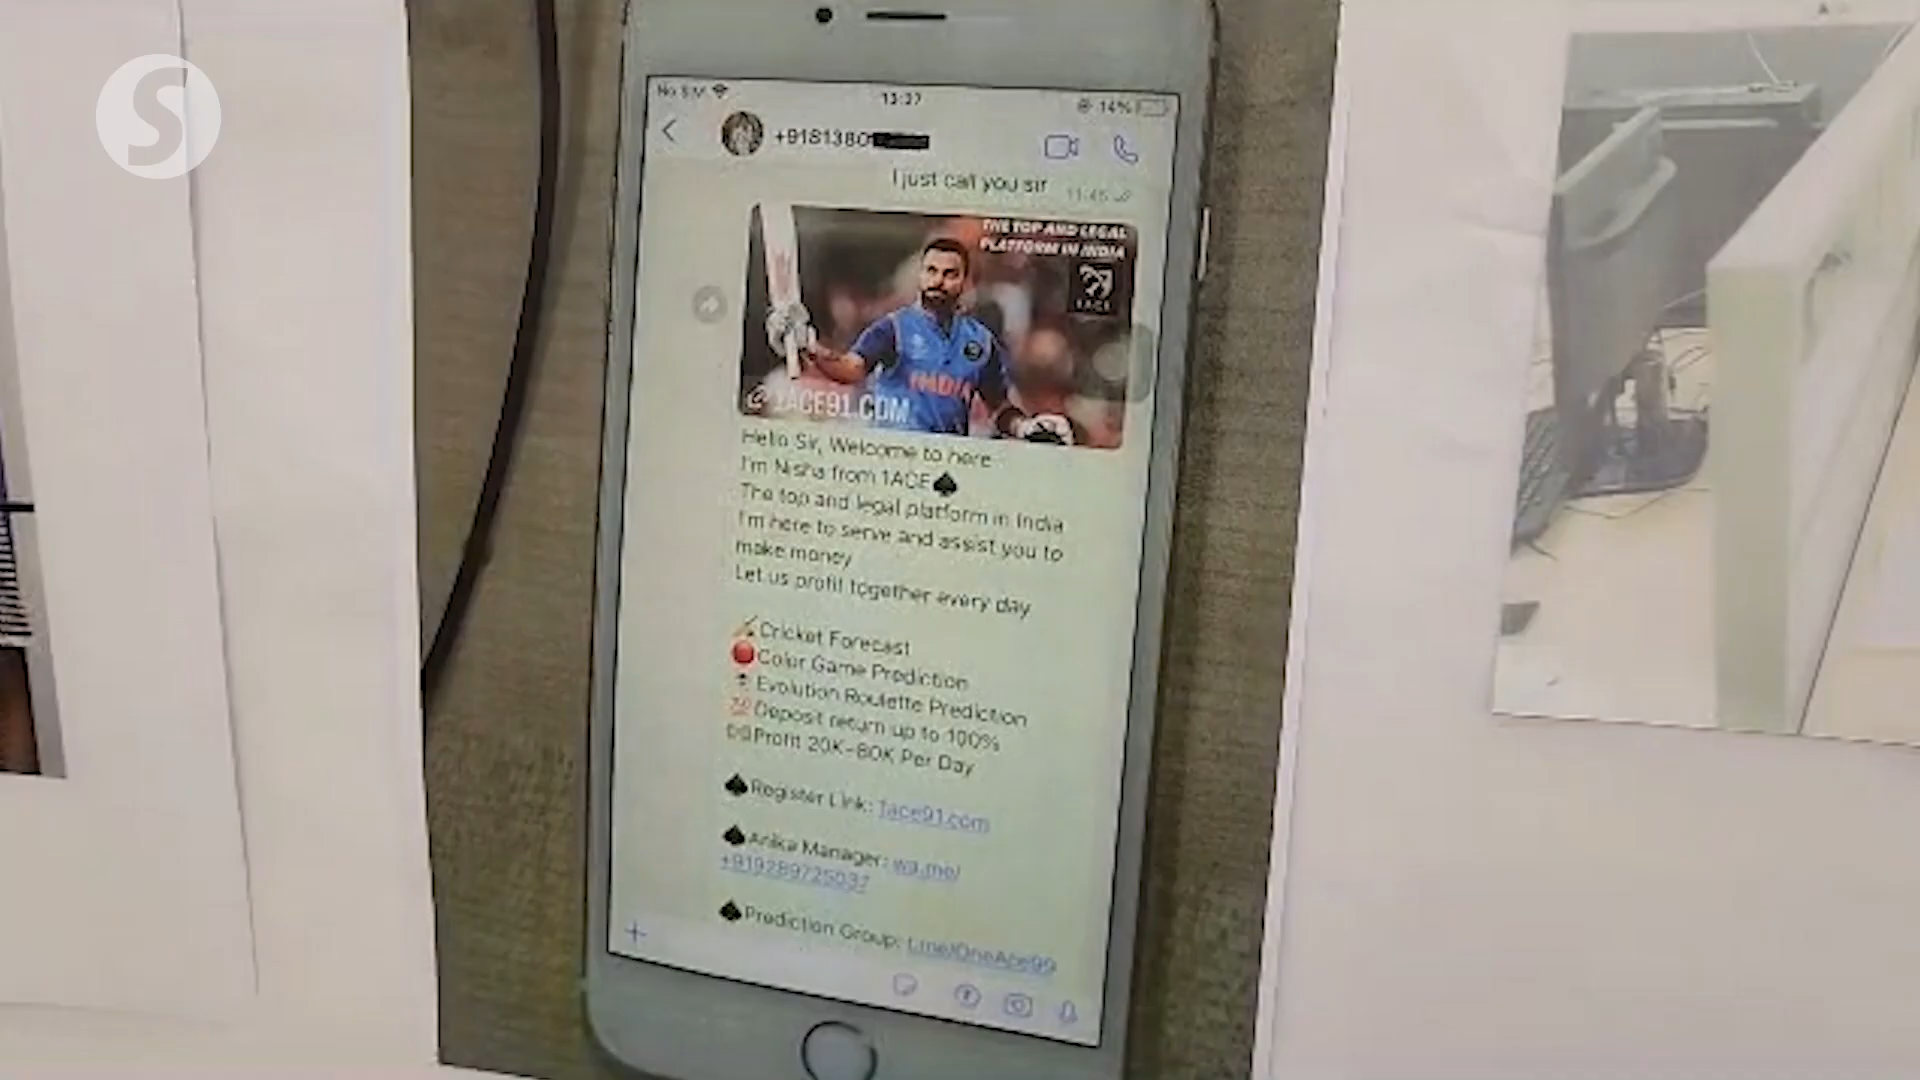 S
No SIM
13:37
14%
+9181380
I just call you sir
11:45
THE TOP AND LEGAL
PLATFORM IN INDIA
1ACE
@ 1ACE91.COM
INDIA
Hello Sir, Welcome to here
I'm Nisha from 1ACE♠
The top and legal platform in India
I'm here to serve and assist you to
make money
Let us profit together every day
🏏Cricket Forecast
🔴Color Game Prediction
Evolution Roulette Prediction
💯Deposit return up to 100%
Profit 20K-80K Per Day
♠Register Link: 1ace91.com
♠Anika Manager: wa.me/
+919289725037
♠Prediction Group: t.me/OneAce99